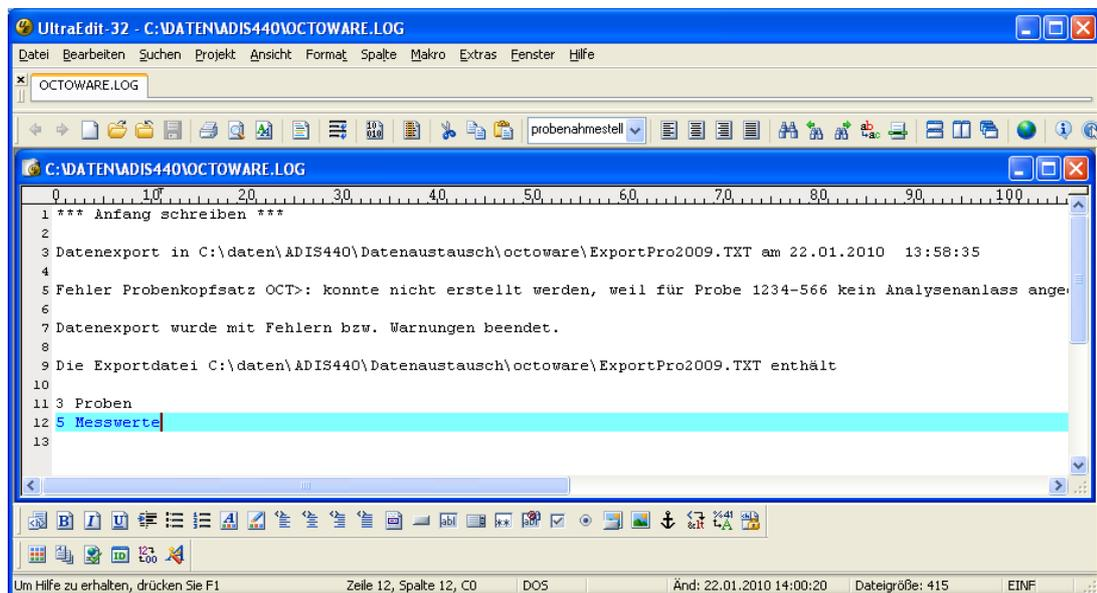 UltraEdit-32 - C:\DATEN\ADIS440\OCTOWARE.LOG
Datei Bearbeiten Suchen Projekt Ansicht Format Spalte Makro Extras Fenster Hilfe
OCTOWARE.LOG
probenahmestell
C:\DATEN\ADIS440\OCTOWARE.LOG
0 10 20 30 40 50 60 70 80 90 100
1 *** Anfang schreiben ***
2
3 Datenexport in C:\daten\ADIS440\Datenaustausch\octoware\ExportPro2009.TXT am 22.01.2010  13:58:35
4
5 Fehler Probenkopfsatz OCT>: konnte nicht erstellt werden, weil für Probe 1234-566 kein Analysenanlass ange
6
7 Datenexport wurde mit Fehlern bzw. Warnungen beendet.
8
9 Die Exportdatei C:\daten\ADIS440\Datenaustausch\octoware\ExportPro2009.TXT enthält
10
11 3 Proben
12 5 Messwerte
13
Um Hilfe zu erhalten, drücken Sie F1 Zeile 12, Spalte 12, C0 DOS Änd: 22.01.2010 14:00:20 Dateigröße: 415 EINF